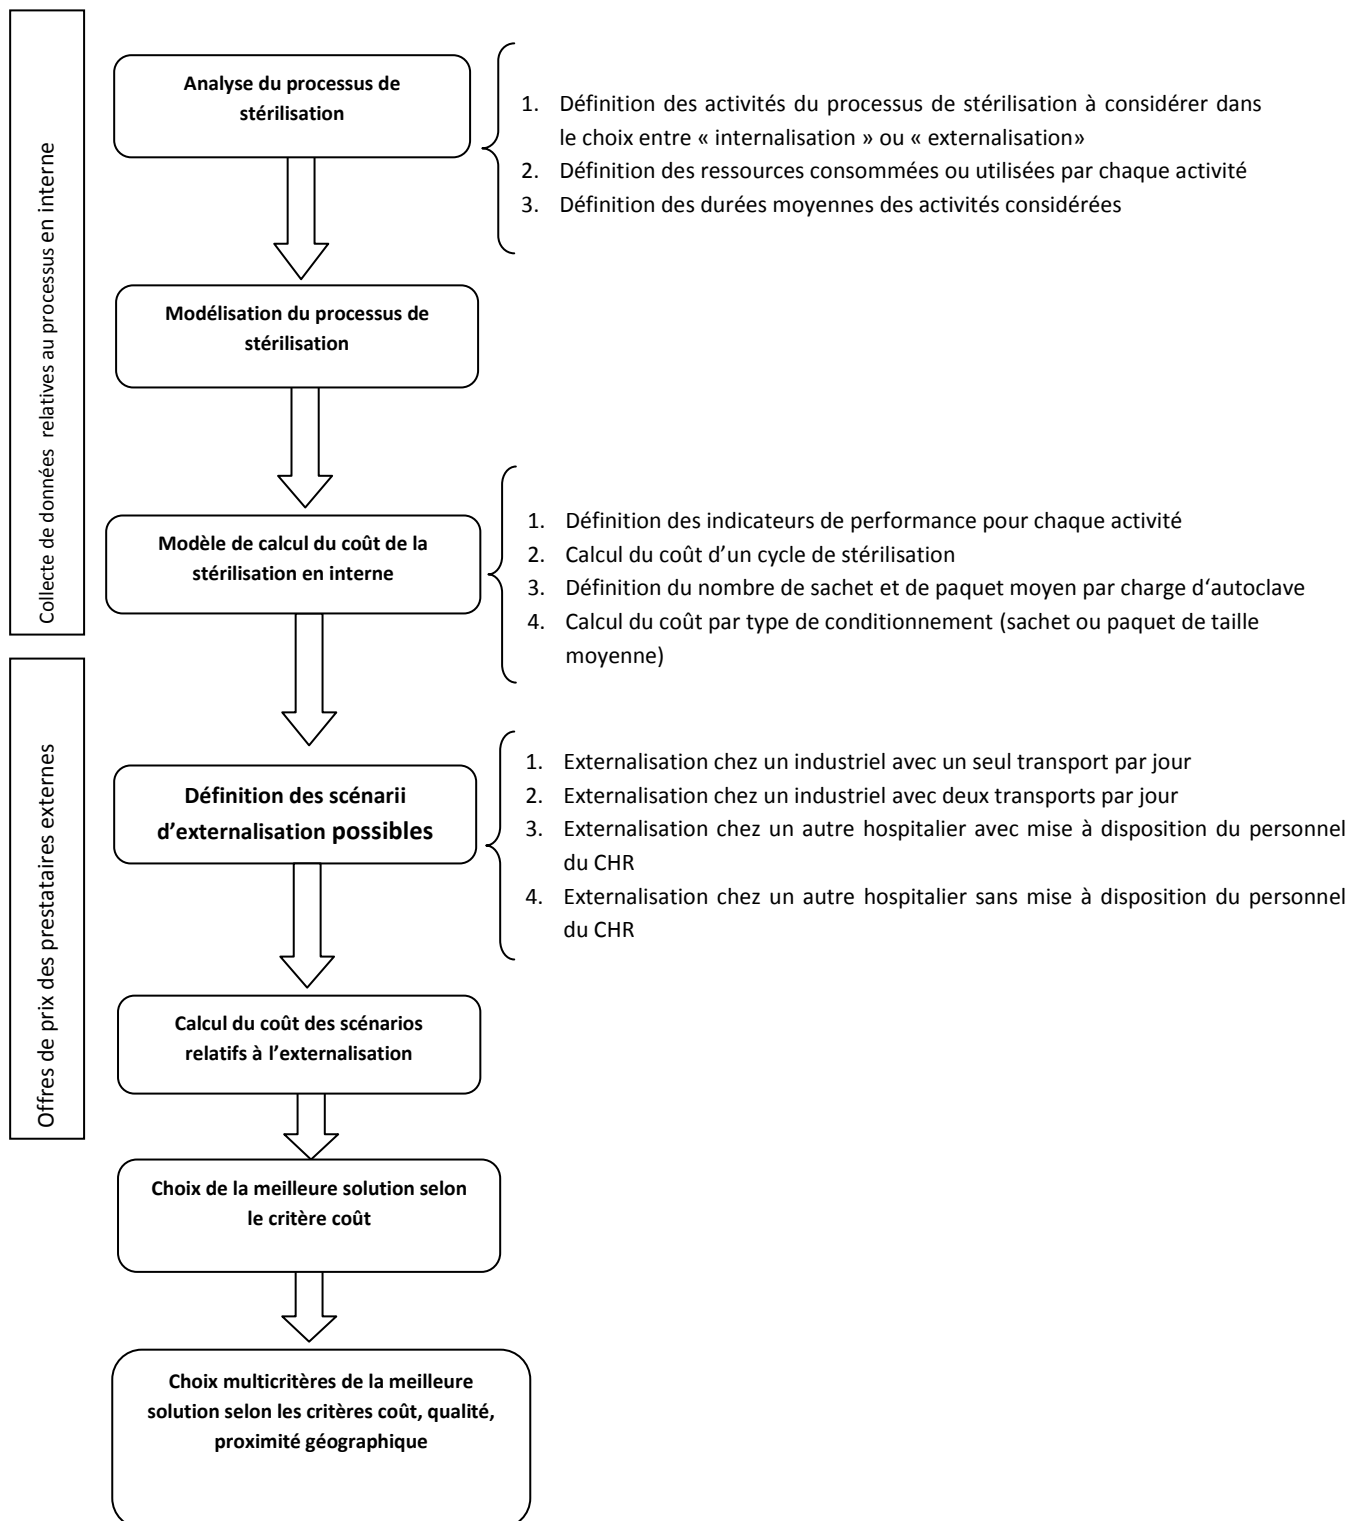 Collecte de données relatives au processus en interne
Analyse du processus de
stérilisation
1. Définition des activités du processus de stérilisation à considérer dans
le choix entre « internalisation » ou « externalisation»
2. Définition des ressources consommées ou utilisées par chaque activité
3. Définition des durées moyennes des activités considérées
Modélisation du processus de
stérilisation
Modèle de calcul du coût de la
stérilisation en interne
1. Définition des indicateurs de performance pour chaque activité
2. Calcul du coût d’un cycle de stérilisation
3. Définition du nombre de sachet et de paquet moyen par charge d‘autoclave
4. Calcul du coût par type de conditionnement (sachet ou paquet de taille
moyenne)
Offres de prix des prestataires externes
Définition des scénarii
d’externalisation possibles
1. Externalisation chez un industriel avec un seul transport par jour
2. Externalisation chez un industriel avec deux transports par jour
3. Externalisation chez un autre hospitalier avec mise à disposition du personnel
du CHR
4. Externalisation chez un autre hospitalier sans mise à disposition du personnel
du CHR
Calcul du coût des scénarios
relatifs à l’externalisation
Choix de la meilleure solution selon
le critère coût
Choix multicritères de la meilleure
solution selon les critères coût, qualité,
proximité géographique